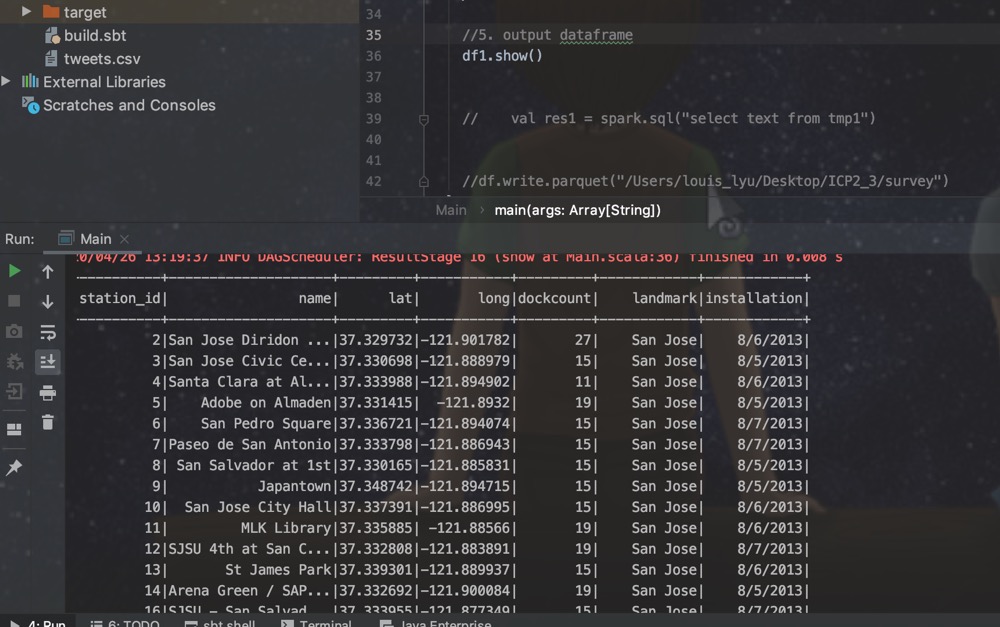 target
build.sbt
tweets.csv
External Libraries
Scratches and Consoles
34
35 //5. output dataframe
36 df1.show()
37
38
39 // val res1 = spark.sql("select text from tmp1")
40
41
42 //df.write.parquet("/Users/louis_lyu/Desktop/ICP2_3/survey")
Main › main(args: Array[String])
Run: Main ×
0/04/26 13:19:37 INFO DAGScheduler: ResultStage 16 (show at Main.scala:36) finished in 0.008 s
----------+--------------------+---------+-----------+---------+--------+------------+
station_id| name| lat| long|dockcount|landmark|installation|
----------+--------------------+---------+-----------+---------+--------+------------+
2|San Jose Diridon ...|37.329732|-121.901782| 27|San Jose| 8/6/2013|
3|San Jose Civic Ce...|37.330698|-121.888979| 15|San Jose| 8/5/2013|
4|Santa Clara at Al...|37.333988|-121.894902| 11|San Jose| 8/6/2013|
5| Adobe on Almaden|37.331415| -121.8932| 19|San Jose| 8/5/2013|
6| San Pedro Square|37.336721|-121.894074| 15|San Jose| 8/7/2013|
7|Paseo de San Antonio|37.333798|-121.886943| 15|San Jose| 8/7/2013|
8| San Salvador at 1st|37.330165|-121.885831| 15|San Jose| 8/5/2013|
9| Japantown|37.348742|-121.894715| 15|San Jose| 8/5/2013|
10| San Jose City Hall|37.337391|-121.886995| 15|San Jose| 8/6/2013|
11| MLK Library|37.335885| -121.88566| 19|San Jose| 8/6/2013|
12|SJSU 4th at San C...|37.332808|-121.883891| 19|San Jose| 8/7/2013|
13| St James Park|37.339301|-121.889937| 15|San Jose| 8/6/2013|
14|Arena Green / SAP...|37.332692|-121.900084| 19|San Jose| 8/5/2013|
16|SJSU - San Salvad...|37.333955|-121.877349| 15|San Jose| 8/7/2013|
4: Run 6: TODO sbt shell Terminal Java Enterprise